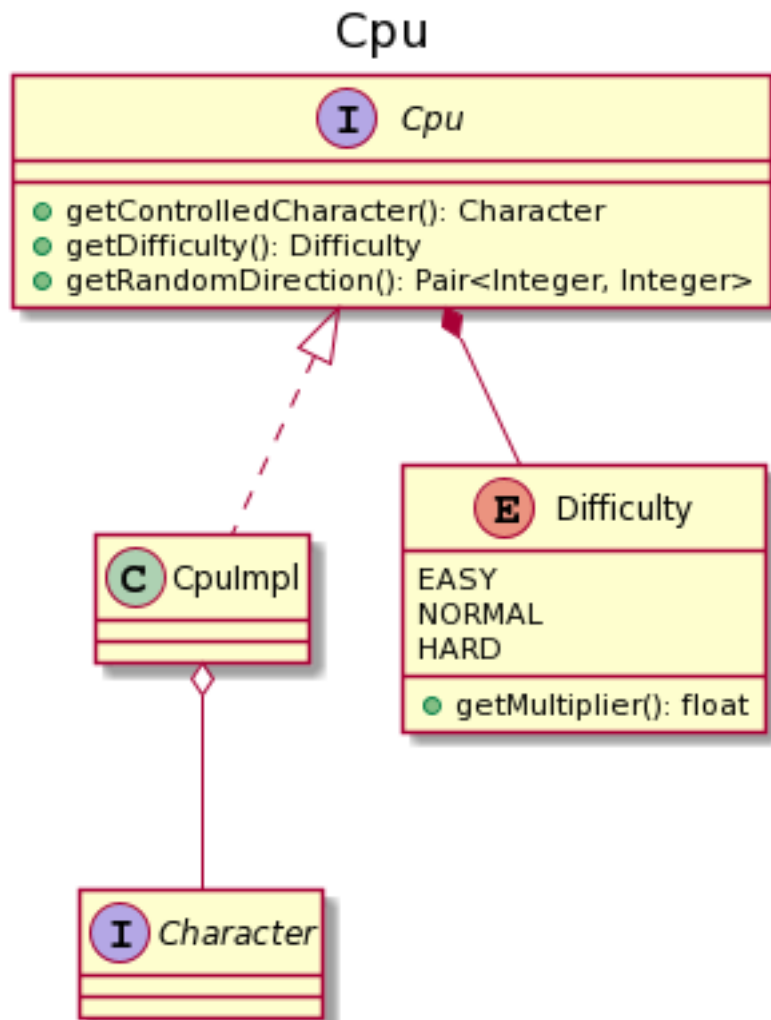 Cpu
I Cpu
getControlledCharacter(): Character
getDifficulty(): Difficulty
getRandomDirection(): Pair<Integer, Integer>
E Difficulty
EASY
NORMAL
HARD
getMultiplier(): float
C CpuImpl
I Character